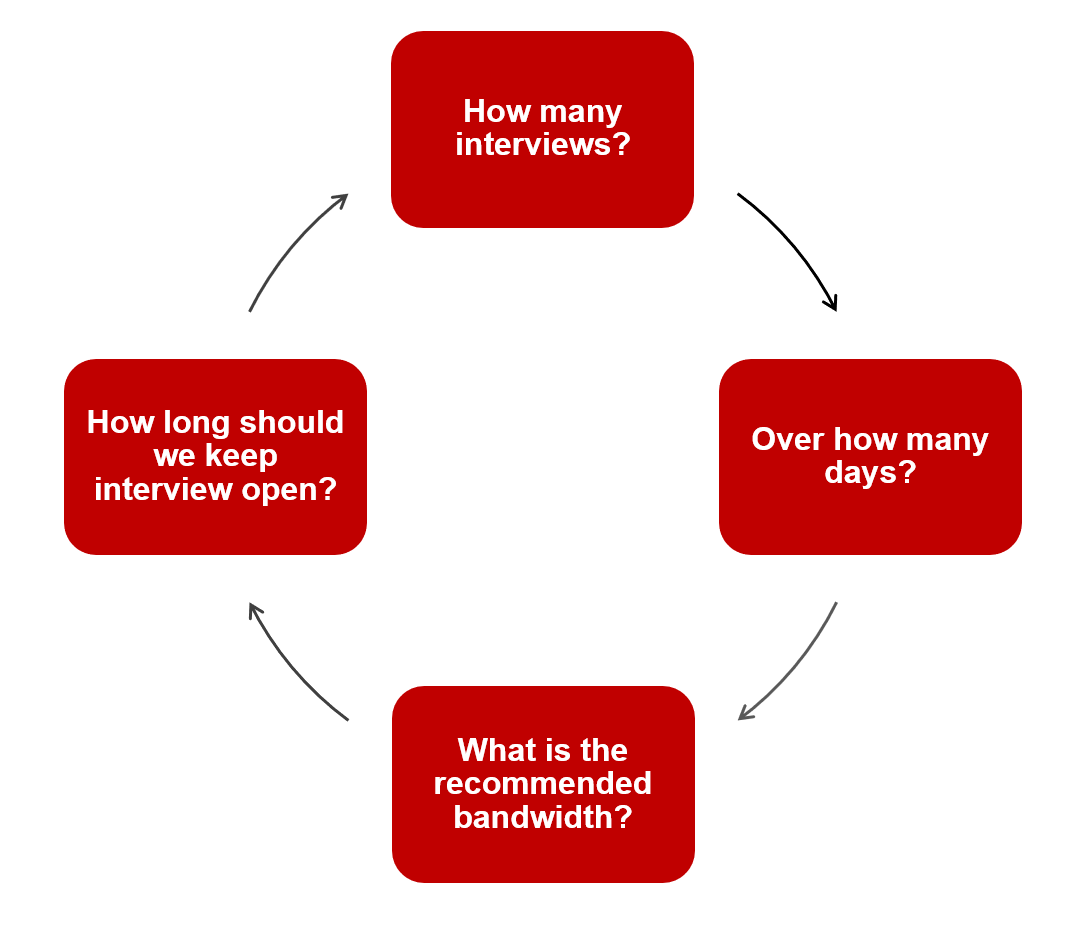 How many
interviews?
Over how many
days?
What is the
recommended
bandwidth?
How long should
we keep
interview open?